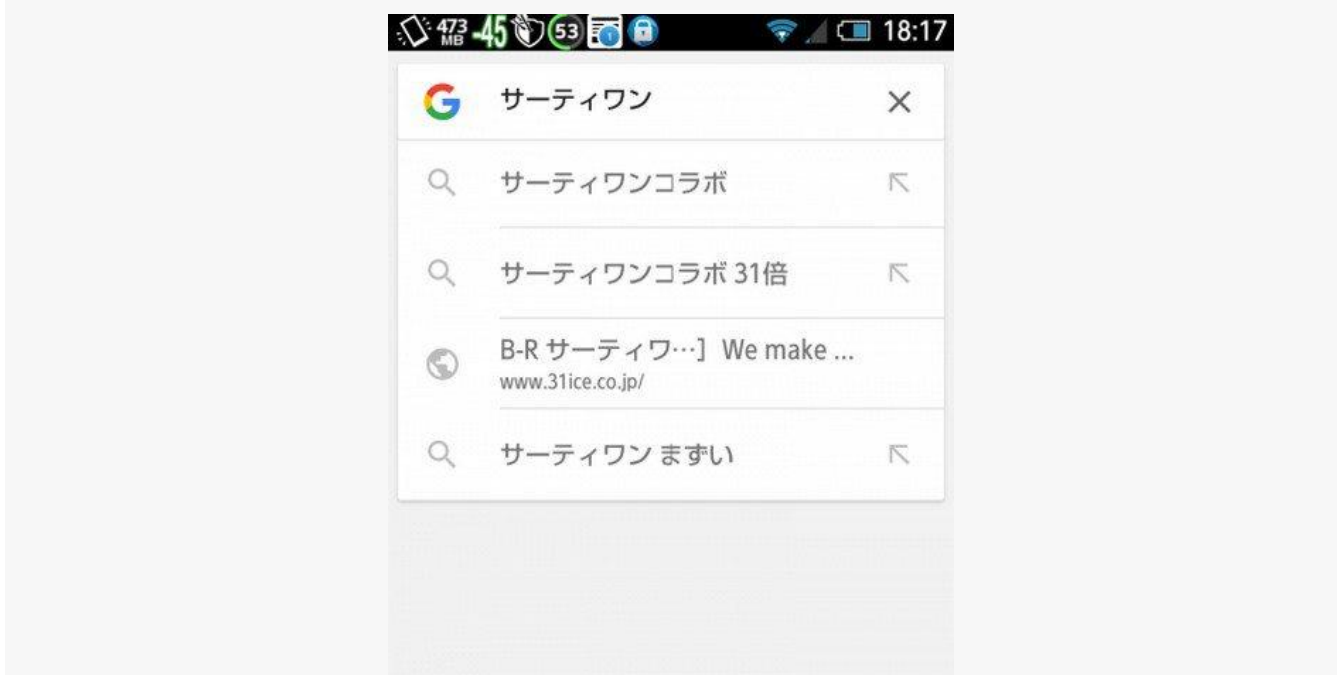 473
MB
-45
53
1
18:17
サーティワン
サーティワンコラボ
サーティワンコラボ 31倍
B-R サーティワ…] We make ...
www.31ice.co.jp/
サーティワン まずい